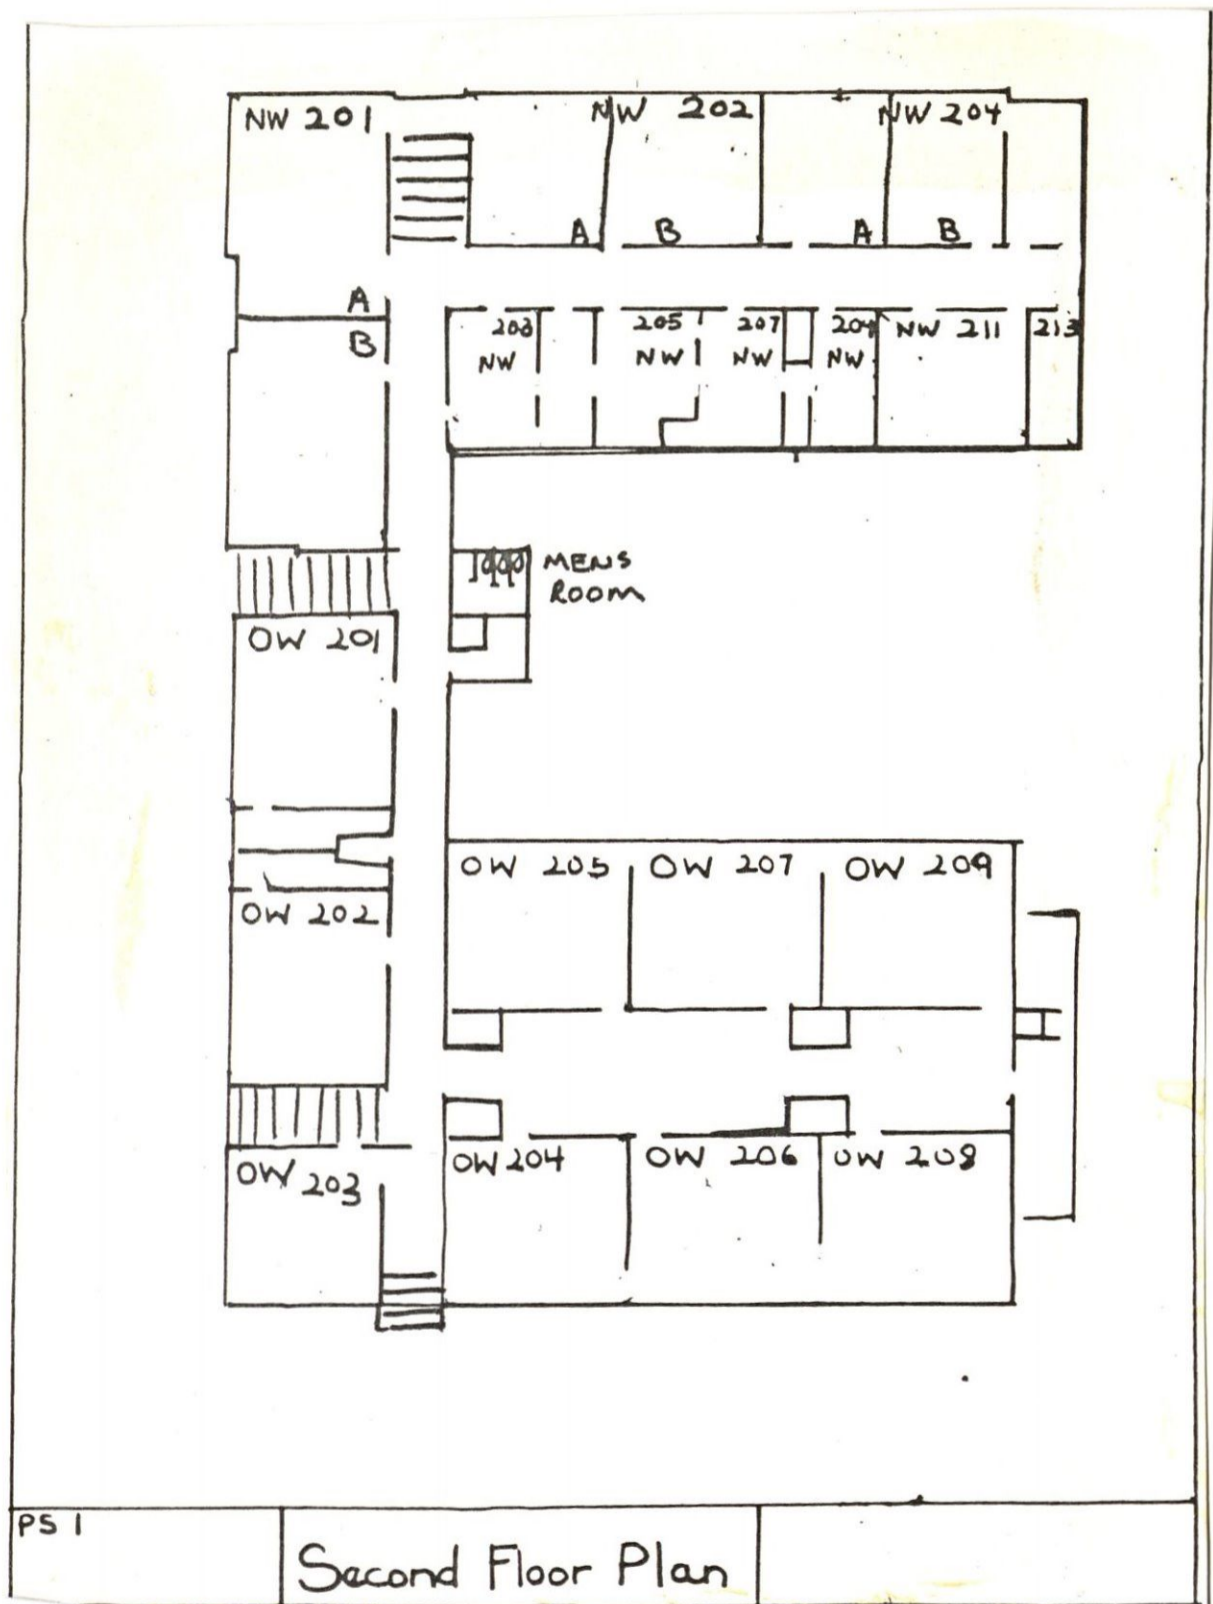 NW 201
NW 202
NW 204
A
B
A
B
A
B
203
NW
205
NW
207
NW
209
NW
NW 211
213
MENS
ROOM
OW 201
OW 202
OW 205
OW 207
OW 209
OW 203
OW 204
OW 206
OW 208
PS 1
Second Floor Plan